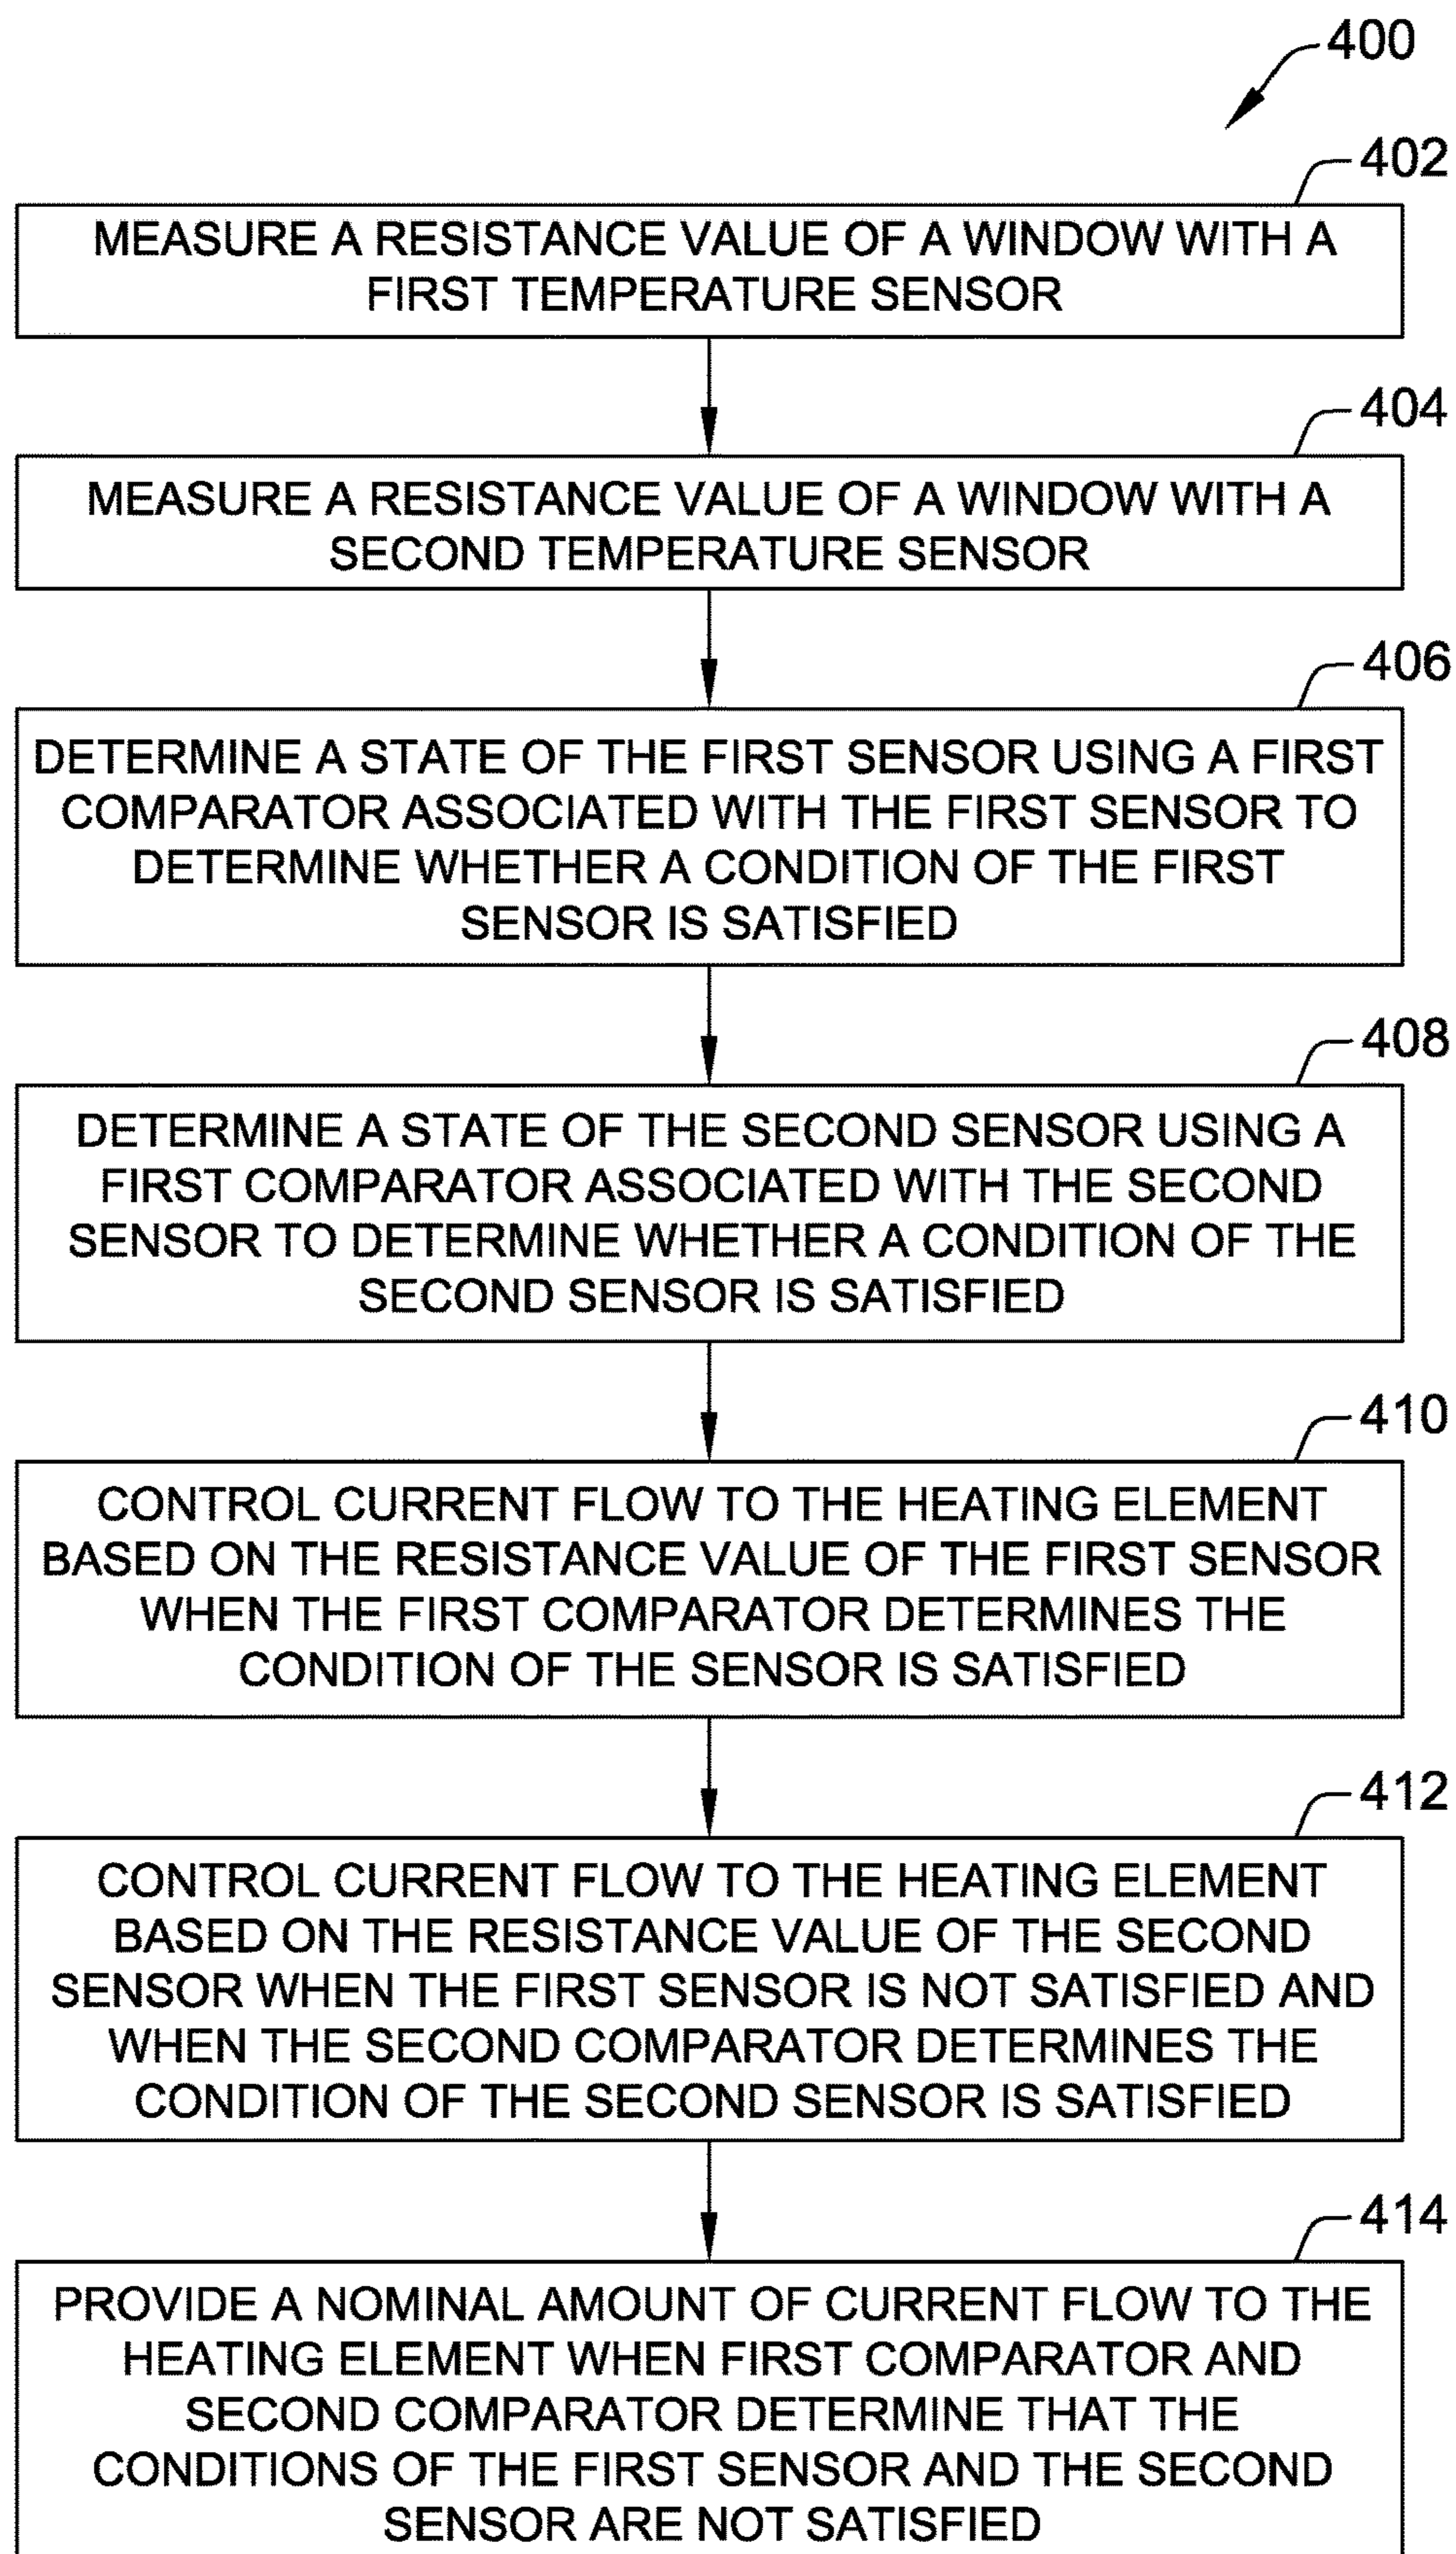 400
402
MEASURE A RESISTANCE VALUE OF A WINDOW WITH A
FIRST TEMPERATURE SENSOR
404
MEASURE A RESISTANCE VALUE OF A WINDOW WITH A
SECOND TEMPERATURE SENSOR
406
DETERMINE A STATE OF THE FIRST SENSOR USING A FIRST
COMPARATOR ASSOCIATED WITH THE FIRST SENSOR TO
DETERMINE WHETHER A CONDITION OF THE FIRST
SENSOR IS SATISFIED
408
DETERMINE A STATE OF THE SECOND SENSOR USING A
FIRST COMPARATOR ASSOCIATED WITH THE SECOND
SENSOR TO DETERMINE WHETHER A CONDITION OF THE
SECOND SENSOR IS SATISFIED
410
CONTROL CURRENT FLOW TO THE HEATING ELEMENT
BASED ON THE RESISTANCE VALUE OF THE FIRST SENSOR
WHEN THE FIRST COMPARATOR DETERMINES THE
CONDITION OF THE SENSOR IS SATISFIED
412
CONTROL CURRENT FLOW TO THE HEATING ELEMENT
BASED ON THE RESISTANCE VALUE OF THE SECOND
SENSOR WHEN THE FIRST SENSOR IS NOT SATISFIED AND
WHEN THE SECOND COMPARATOR DETERMINES THE
CONDITION OF THE SECOND SENSOR IS SATISFIED
414
PROVIDE A NOMINAL AMOUNT OF CURRENT FLOW TO THE
HEATING ELEMENT WHEN FIRST COMPARATOR AND
SECOND COMPARATOR DETERMINE THAT THE
CONDITIONS OF THE FIRST SENSOR AND THE SECOND
SENSOR ARE NOT SATISFIED